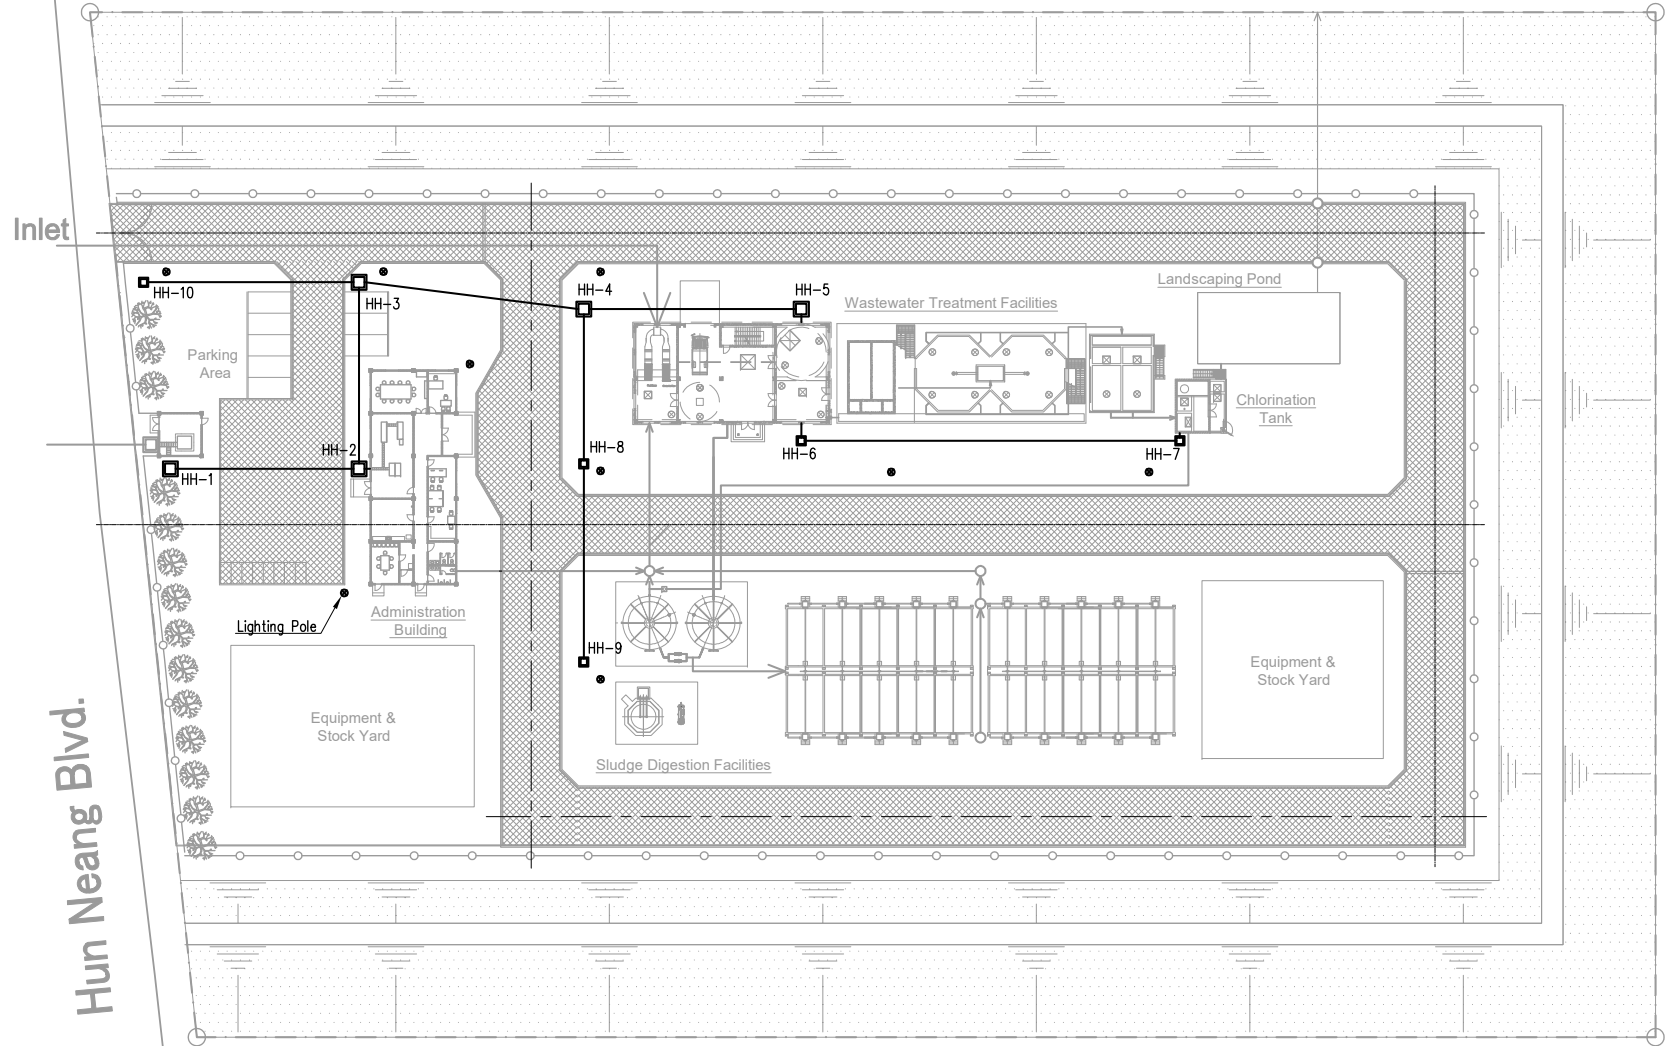 Inlet
Landscaping Pond
HH-10
HH-3
HH-4
HH-5
Wastewater Treatment Facilities
Parking
Area
Chlorination
Tank
HH-2
HH-8
HH-6
HH-7
HH-1
Administration
Building
Lighting Pole
HH-9
Equipment &
Stock Yard
Equipment &
Stock Yard
Sludge Digestion Facilities
Hun Neang Blvd.